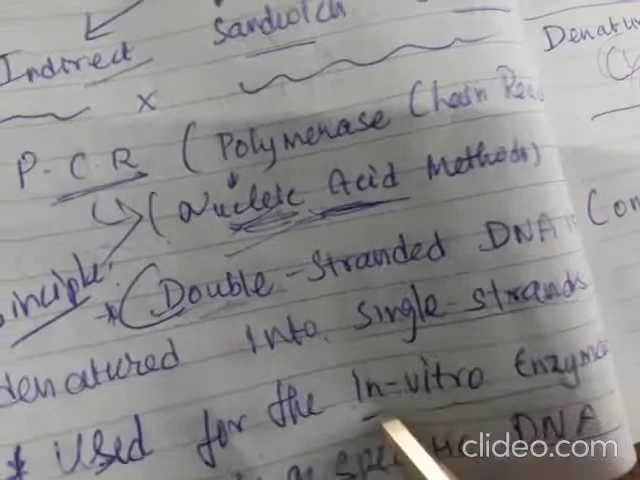 Indirect Sandwich
x
Denatu
P.C.R (Polymerase Chain Reac
(Nucleic Acid Methods)
Principle:
* (Double-Stranded DNA Con
denatured into Single-Strands
* Used for the in-vitro Enzyma
DNA
clideo.com